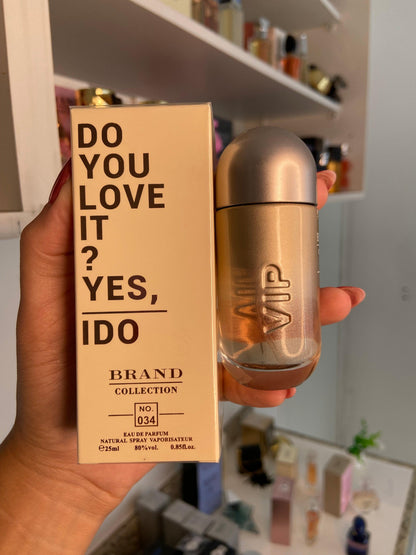 DO
YOU
LOVE
IT
?
YES,
IDO
BRAND
COLLECTION
NO.
034
EAU DE PARFUM
NATURAL SPRAY VAPORISATEUR
℮25ml 80%vol. 0.85fl.oz.
VIP